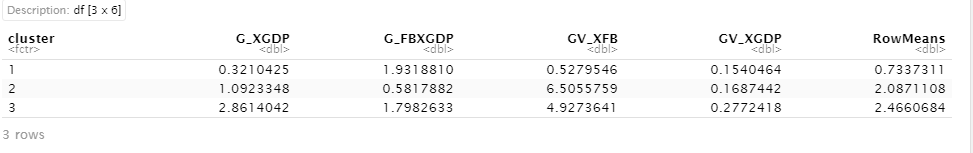 Description: df [3 x 6]
cluster G_XGDP G_FBXGDP GV_XFB GV_XGDP RowMeans
<fctr> <dbl> <dbl> <dbl> <dbl> <dbl>
1 0.3210425 1.9318810 0.5279546 0.1540464 0.7337311
2 1.0923348 0.5817882 6.5055759 0.1687442 2.0871108
3 2.8614042 1.7982633 4.9273641 0.2772418 2.4660684
3 rows